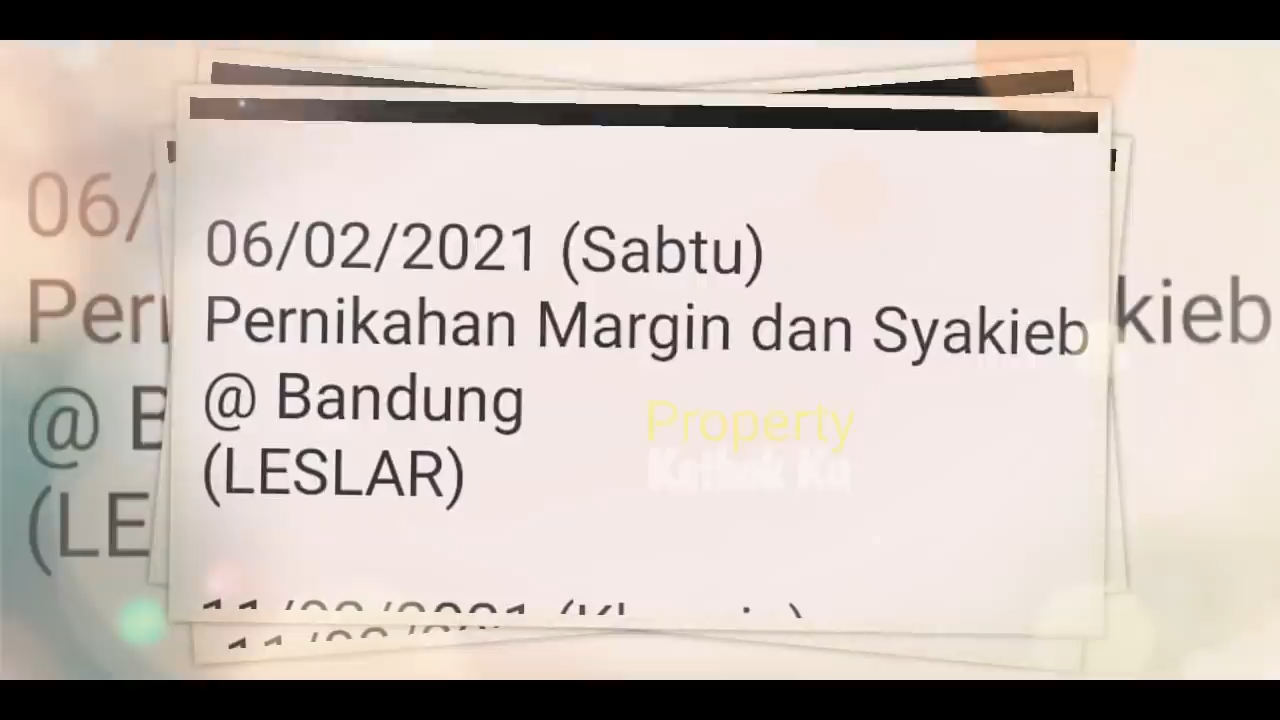 06/02/2021 (Sabtu)
Pernikahan Margin dan Syakieb
@ Bandung
(LESLAR)
Property